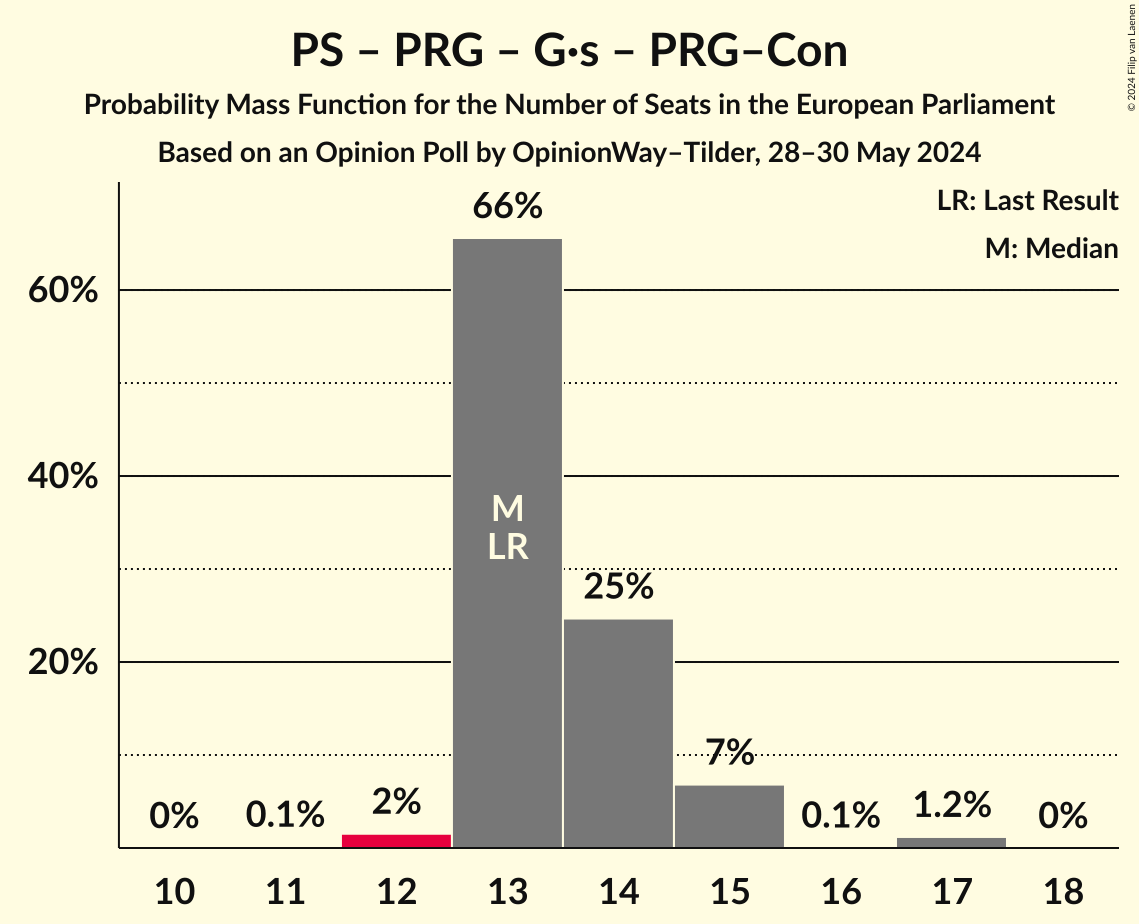 PS – PRG – G·s – PRG–Con
Probability Mass Function for the Number of Seats in the European Parliament
Based on an Opinion Poll by OpinionWay–Tilder, 28–30 May 2024
© 2024 Filip van Laenen
LR: Last Result
M: Median
60%
40%
20%
0%
0.1%
2%
66%
M
LR
25%
7%
0.1%
1.2%
0%
10 11 12 13 14 15 16 17 18